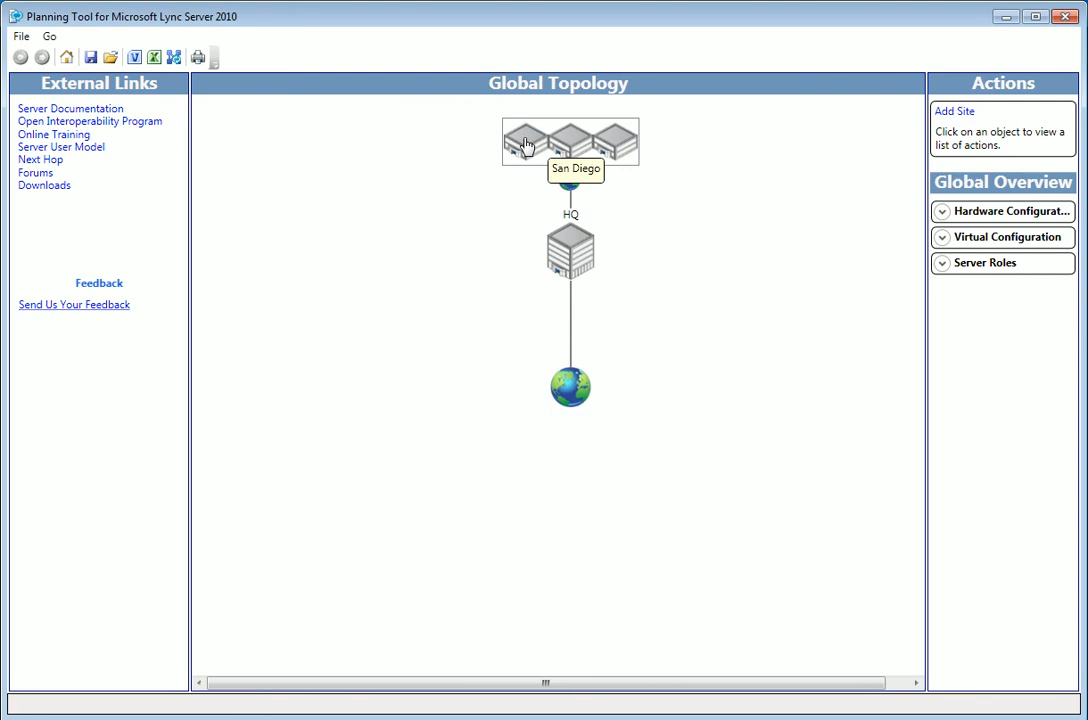 Planning Tool for Microsoft Lync Server 2010
File Go
External Links
Server Documentation
Open Interoperability Program
Online Training
Server User Model
Next Hop
Forums
Downloads
Feedback
Send Us Your Feedback
Global Topology
San Diego
HQ
Actions
Add Site
Click on an object to view a
list of actions.
Global Overview
Hardware Configurat...
Virtual Configuration
Server Roles